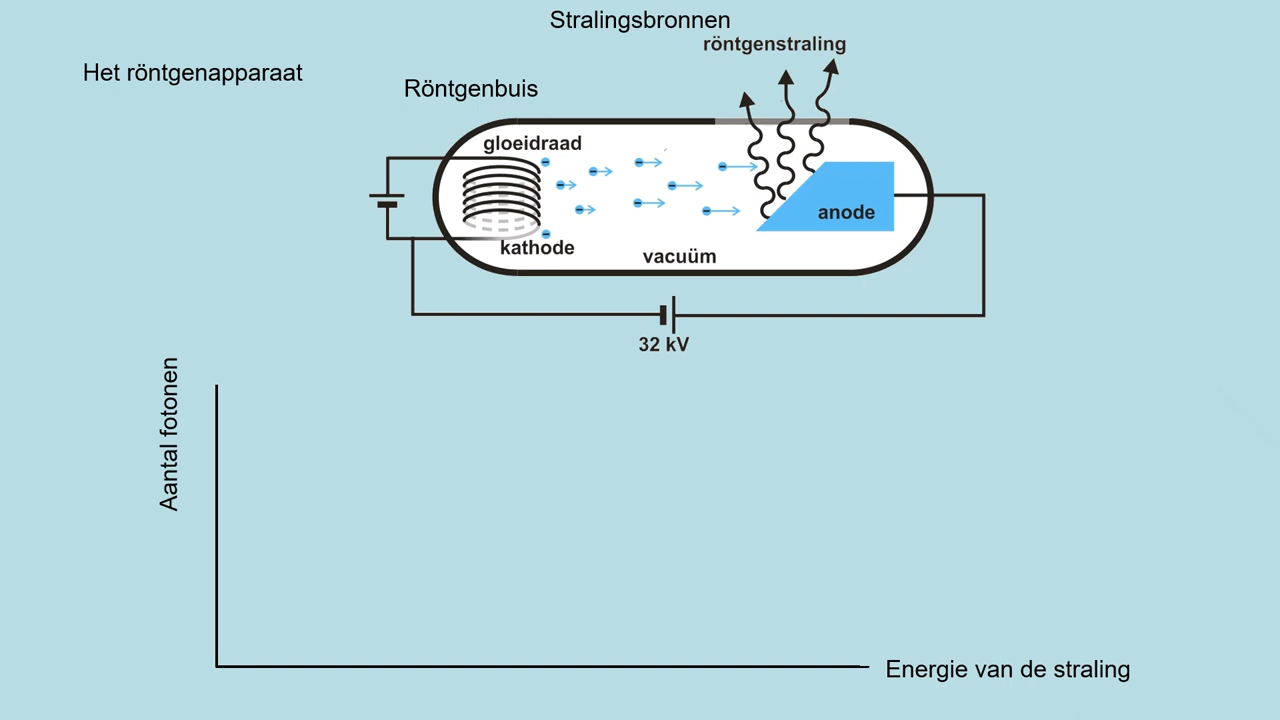 Stralingsbronnen
röntgenstraling
Het röntgenapparaat
Röntgenbuis
gloeidraad
anode
kathode
vacuüm
32 kV
Aantal fotonen
Energie van de straling